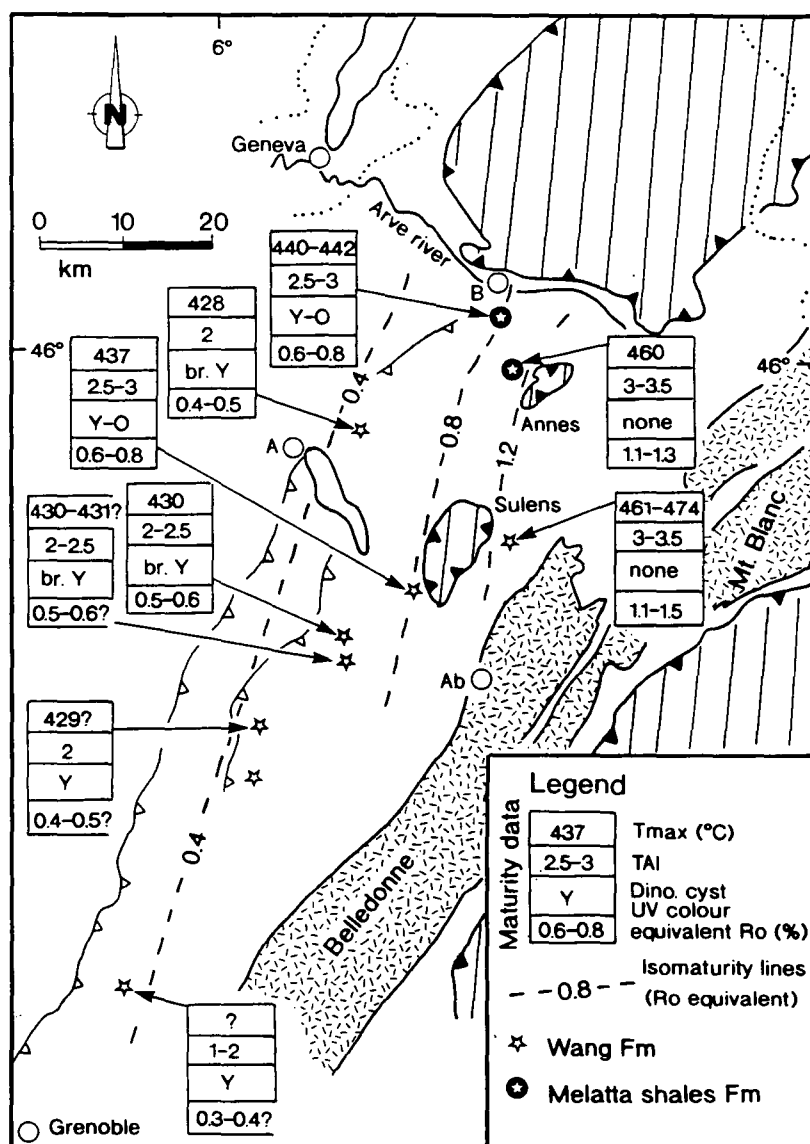 6°
N
Geneva
0 10 20
km
Arve river
B
440-442
2.5-3
Y-O
0.6-0.8
428
2
br. Y
0.4-0.5
46°
437
2.5-3
Y-O
0.6-0.8
0.4
0.8
1.2
460
3-3.5
none
1.1-1.3
46°
Annes
A
Sulens
Mt. Blanc
430-431?
2-2.5
br. Y
0.5-0.6?
430
2-2.5
br. Y
0.5-0.6
461-474
3-3.5
none
1.1-1.5
Ab
429?
2
Y
0.4-0.5?
0.4
Belledonne
?
1-2
Y
0.3-0.4?
Grenoble
Legend
Maturity data
437 Tmax (°C)
2.5-3 TAI
Y Dino. cyst
UV colour
0.6-0.8 equivalent Ro (%)
0.8 Isomaturity lines
(Ro equivalent)
Wang Fm
Melatta shales Fm